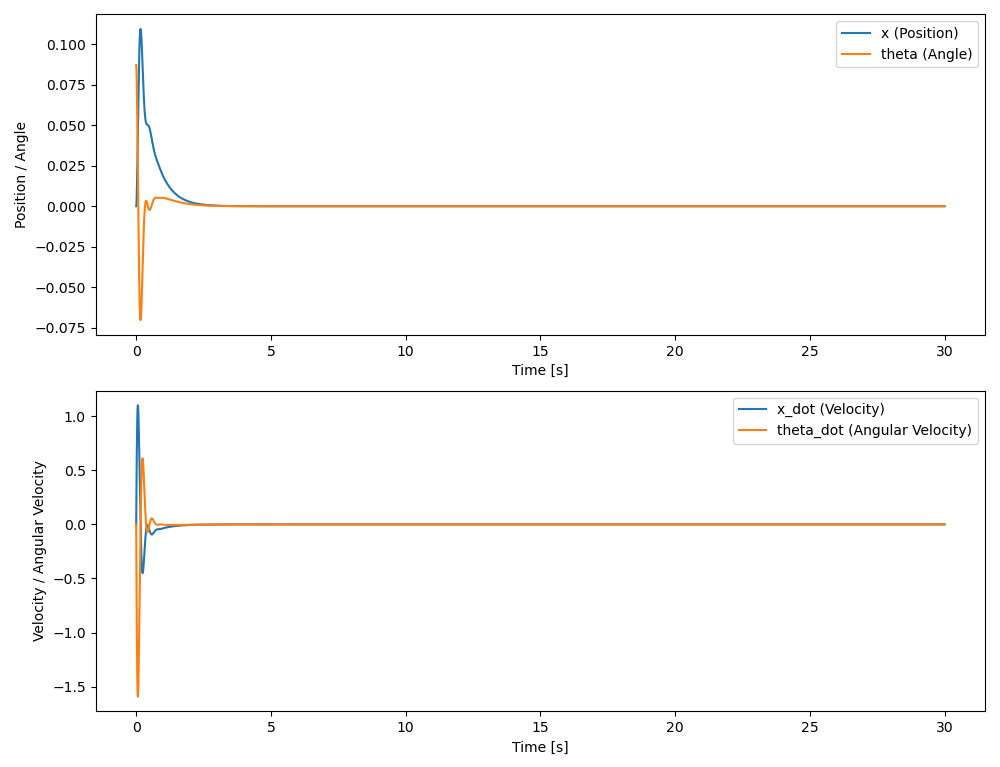 x (Position)
theta (Angle)
0.100
0.075
0.050
0.025
0.000
−0.025
−0.050
−0.075
Position / Angle
0 5 10 15 20 25 30
Time [s]
x_dot (Velocity)
theta_dot (Angular Velocity)
1.0
0.5
0.0
−0.5
−1.0
−1.5
Velocity / Angular Velocity
0 5 10 15 20 25 30
Time [s]